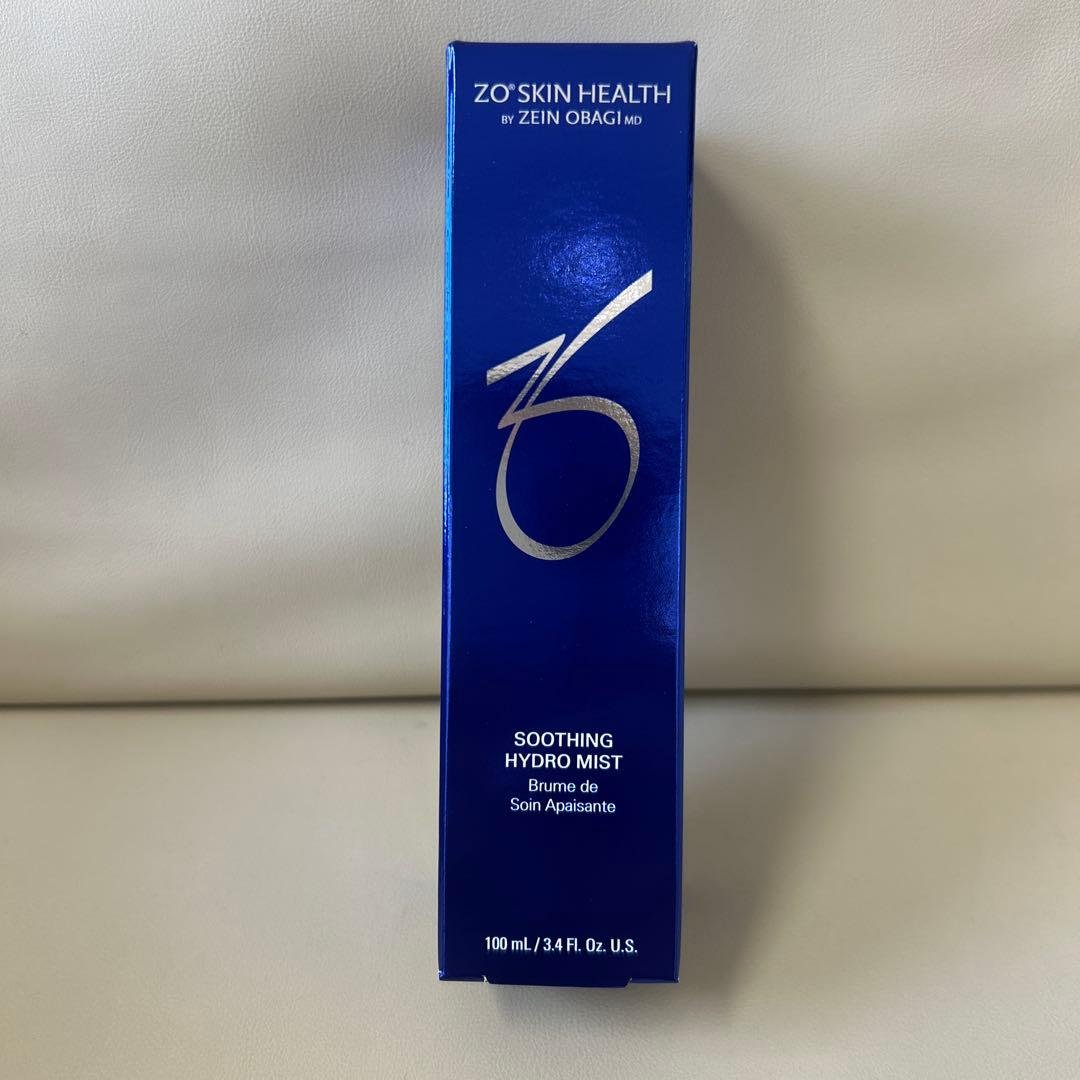 ZO® SKIN HEALTH
BY ZEIN OBAGI MD
SOOTHING
HYDRO MIST
Brume de
Soin Apaisante
100 mL / 3.4 Fl. Oz. U.S.